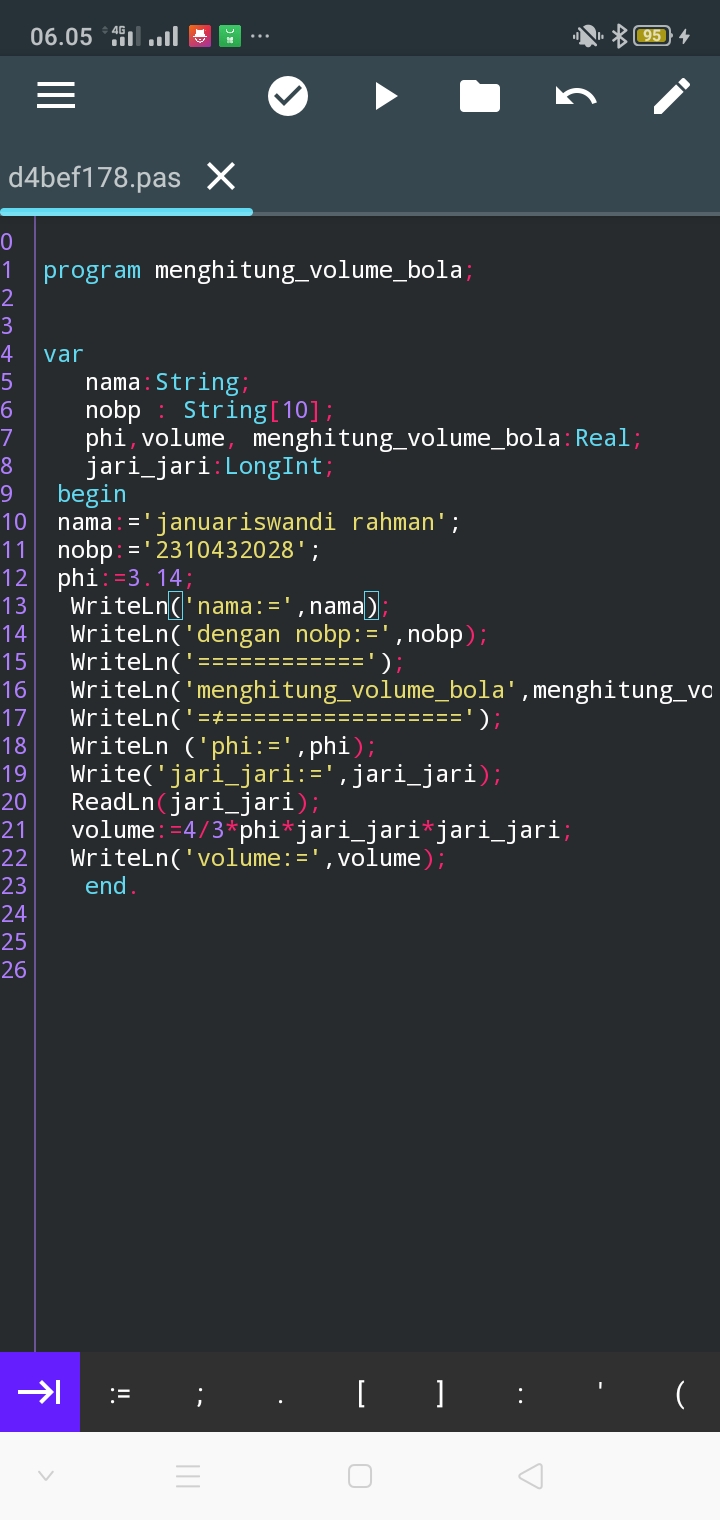 06.05 4G 95
d4bef178.pas
0
1 program menghitung_volume_bola;
2
3
4 var
5 nama:String;
6 nobp : String[10];
7 phi,volume, menghitung_volume_bola:Real;
8 jari_jari:LongInt;
9 begin
10 nama:='januariswandi rahman';
11 nobp:='2310432028';
12 phi:=3.14;
13 WriteLn('nama:=',nama);
14 WriteLn('dengan nobp:=',nobp);
15 WriteLn('============');
16 WriteLn('menghitung_volume_bola',menghitung_vo
17 WriteLn('=≠=================');
18 WriteLn ('phi:=',phi);
19 Write('jari_jari:=',jari_jari);
20 ReadLn(jari_jari);
21 volume:=4/3*phi*jari_jari*jari_jari;
22 WriteLn('volume:=',volume);
23 end.
24
25
26
:= ; . [ ] : ' (